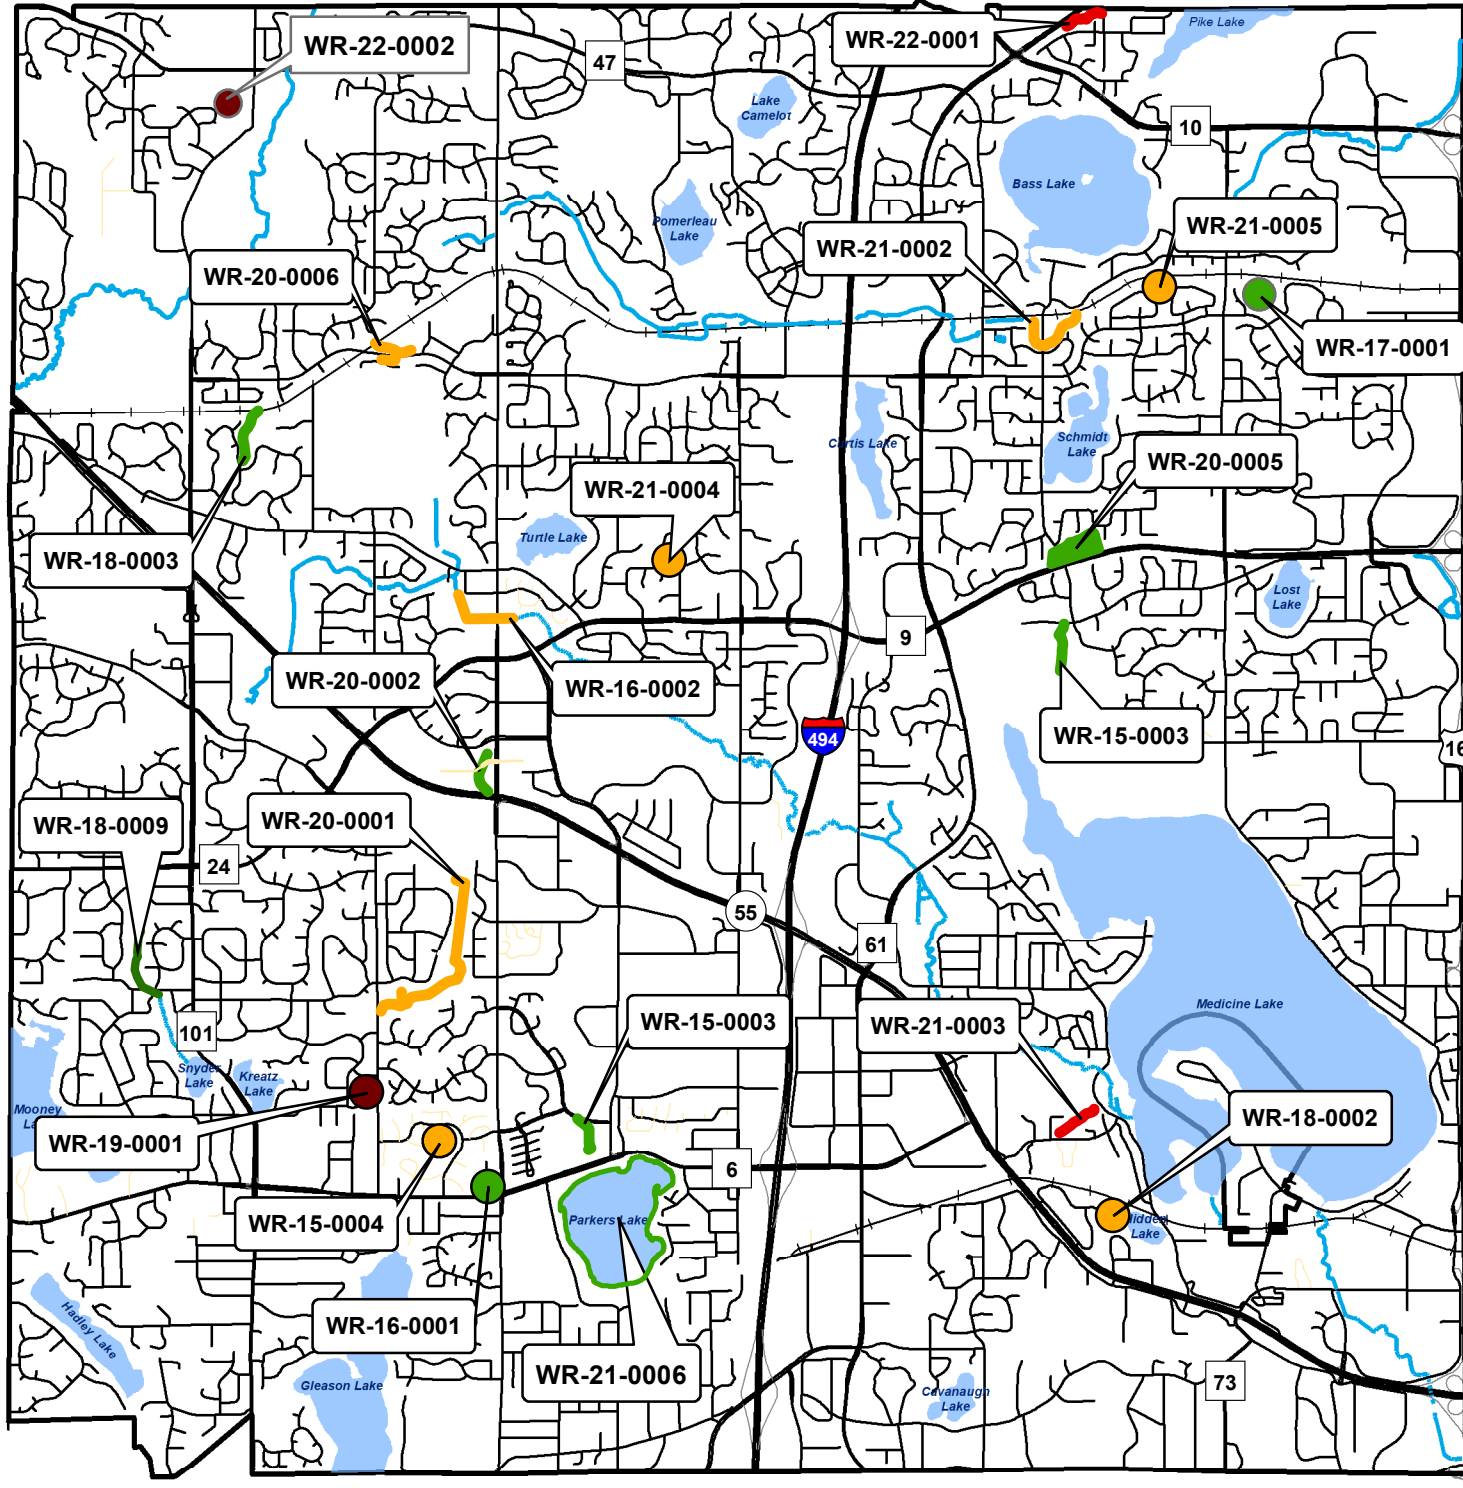 WR-22-0002
WR-22-0001
Pike Lake
47
Lake
Camelot
10
Bass Lake
Pomerleau
Lake
WR-21-0005
WR-21-0002
WR-20-0006
WR-17-0001
Curtis Lake
Schmidt
Lake
WR-20-0005
WR-21-0004
Turtle Lake
WR-18-0003
Lost
Lake
9
WR-20-0002
WR-16-0002
494
WR-15-0003
16
WR-20-0001
WR-18-0009
24
55
61
Medicine Lake
WR-15-0003
WR-21-0003
101
Snyder
Lake
Kreatz
Lake
Mooney
WR-18-0002
WR-19-0001
6
WR-15-0004
Parkers Lake
Lake
WR-16-0001
Hadley Lake
WR-21-0006
Gleason Lake
73
Cavanaugh
Lake